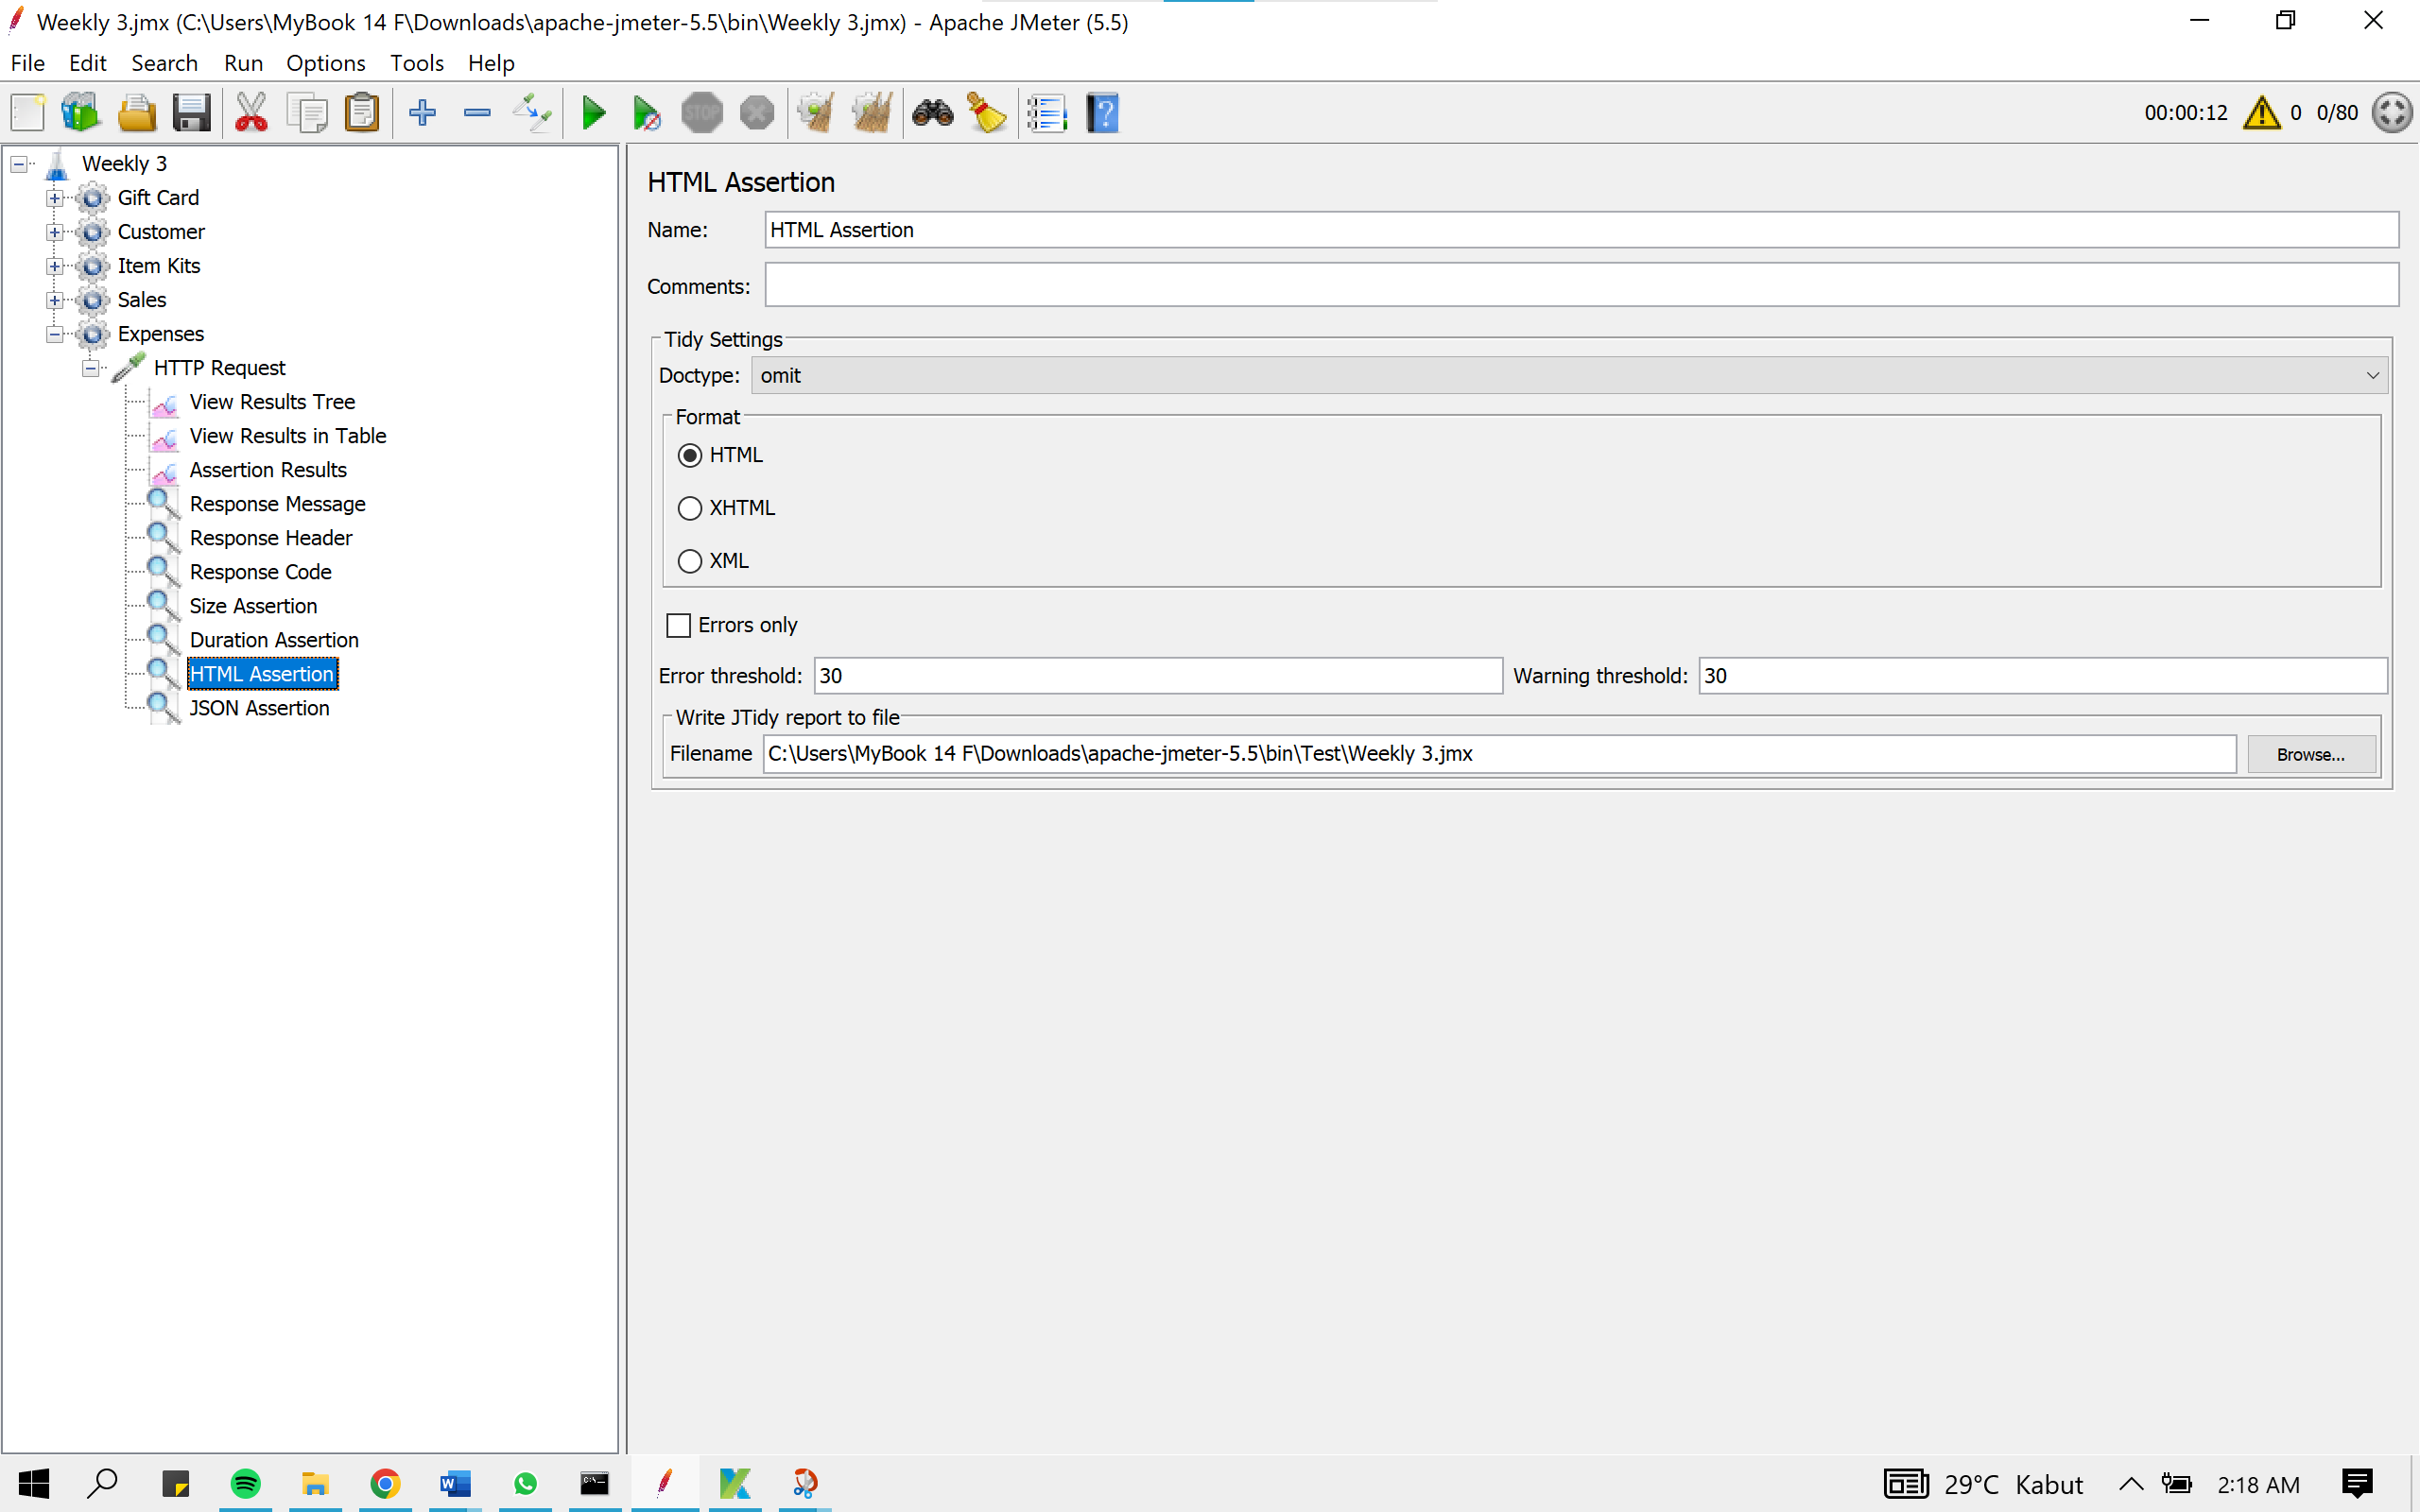 Weekly 3.jmx (C:\Users\MyBook 14 F\Downloads\apache-jmeter-5.5\bin\Weekly 3.jmx) - Apache JMeter (5.5)
File Edit Search Run Options Tools Help
STOP
00:00:12 0 0/80
Weekly 3
Gift Card
Customer
Item Kits
Sales
Expenses
HTTP Request
View Results Tree
View Results in Table
Assertion Results
Response Message
Response Header
Response Code
Size Assertion
Duration Assertion
HTML Assertion
JSON Assertion
HTML Assertion
Name: HTML Assertion
Comments:
Tidy Settings
Doctype: omit
Format
HTML
XHTML
XML
Errors only
Error threshold: 30 Warning threshold: 30
Write JTidy report to file
Filename C:\Users\MyBook 14 F\Downloads\apache-jmeter-5.5\bin\Test\Weekly 3.jmx Browse...
29°C Kabut 2:18 AM